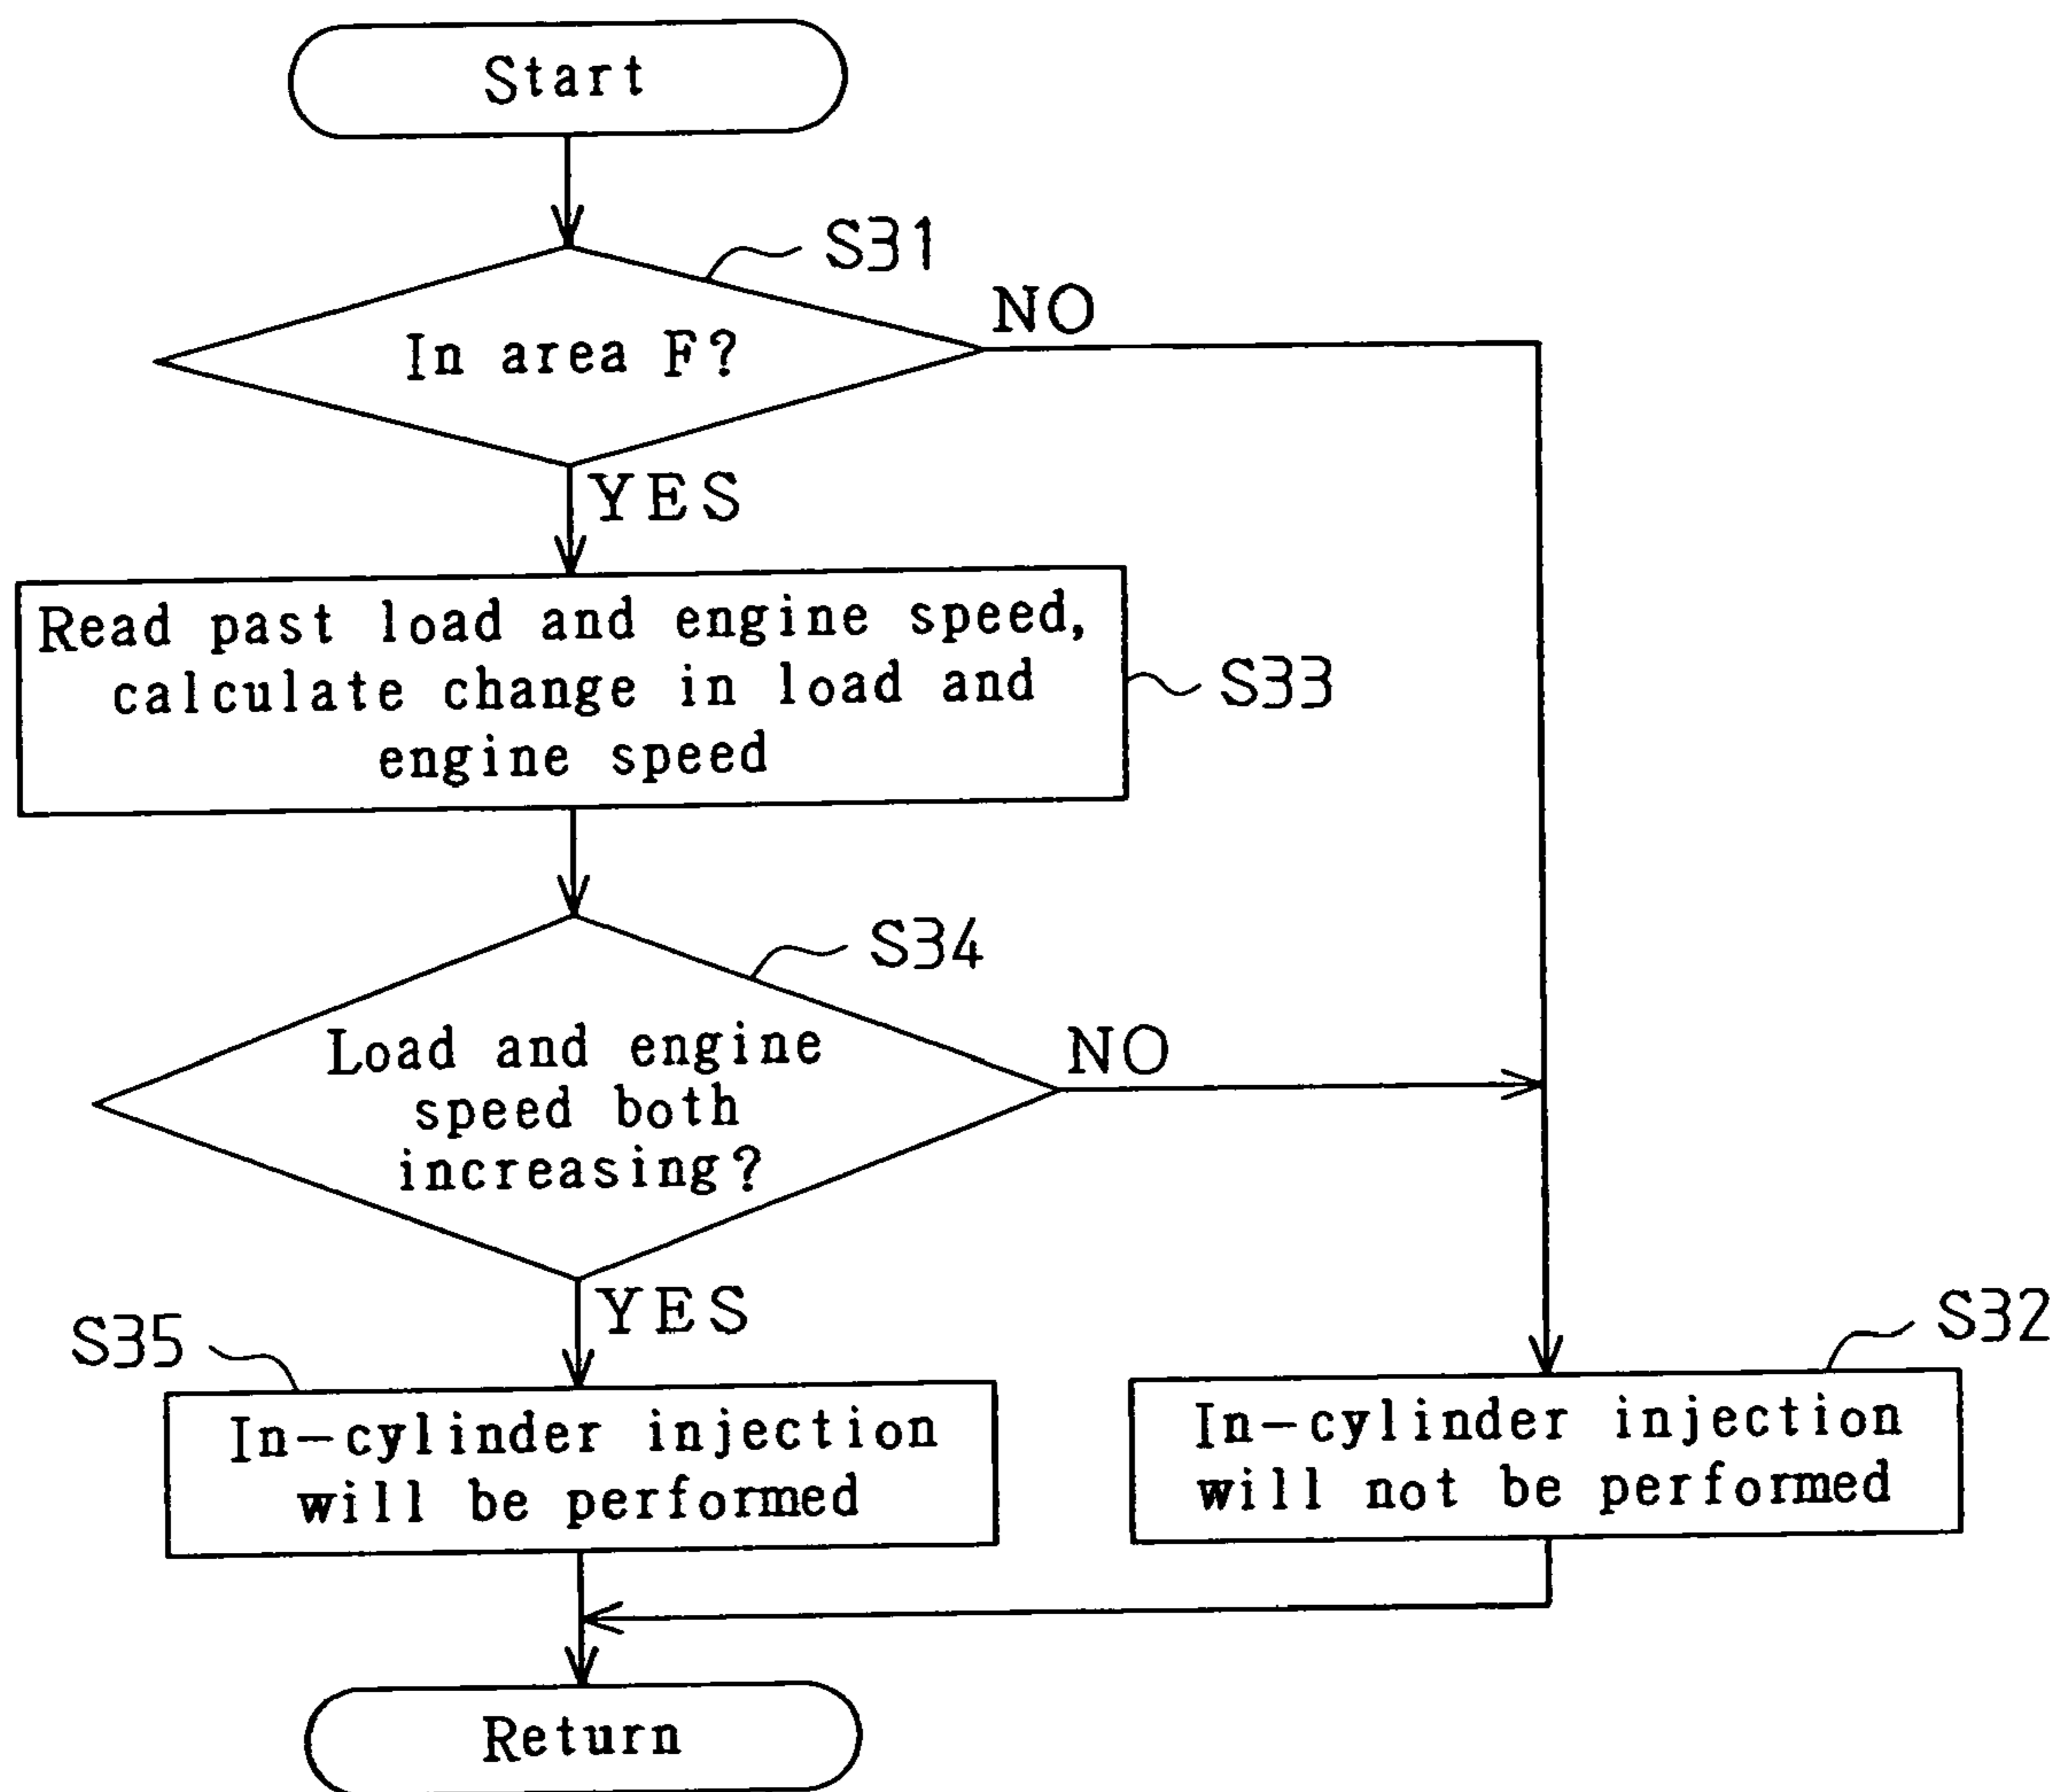 Start
S31
NO
In area F?
YES
Read past load and engine speed,
calculate change in load and
engine speed
S33
S34
NO
Load and engine
speed both
increasing?
YES
S35
S32
In-cylinder injection
will be performed
In-cylinder injection
will not be performed
Return